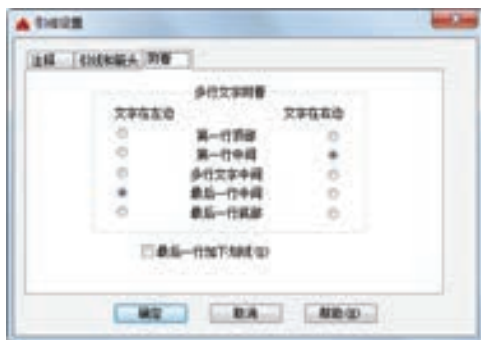 引线设置
注释 引线和箭头 附着
多行文字附着
文字在左边 文字在右边
第一行顶部
第一行中间
多行文字中间
最后一行中间
最后一行底部
最后一行加下划线(U)
确定 取消 帮助(H)